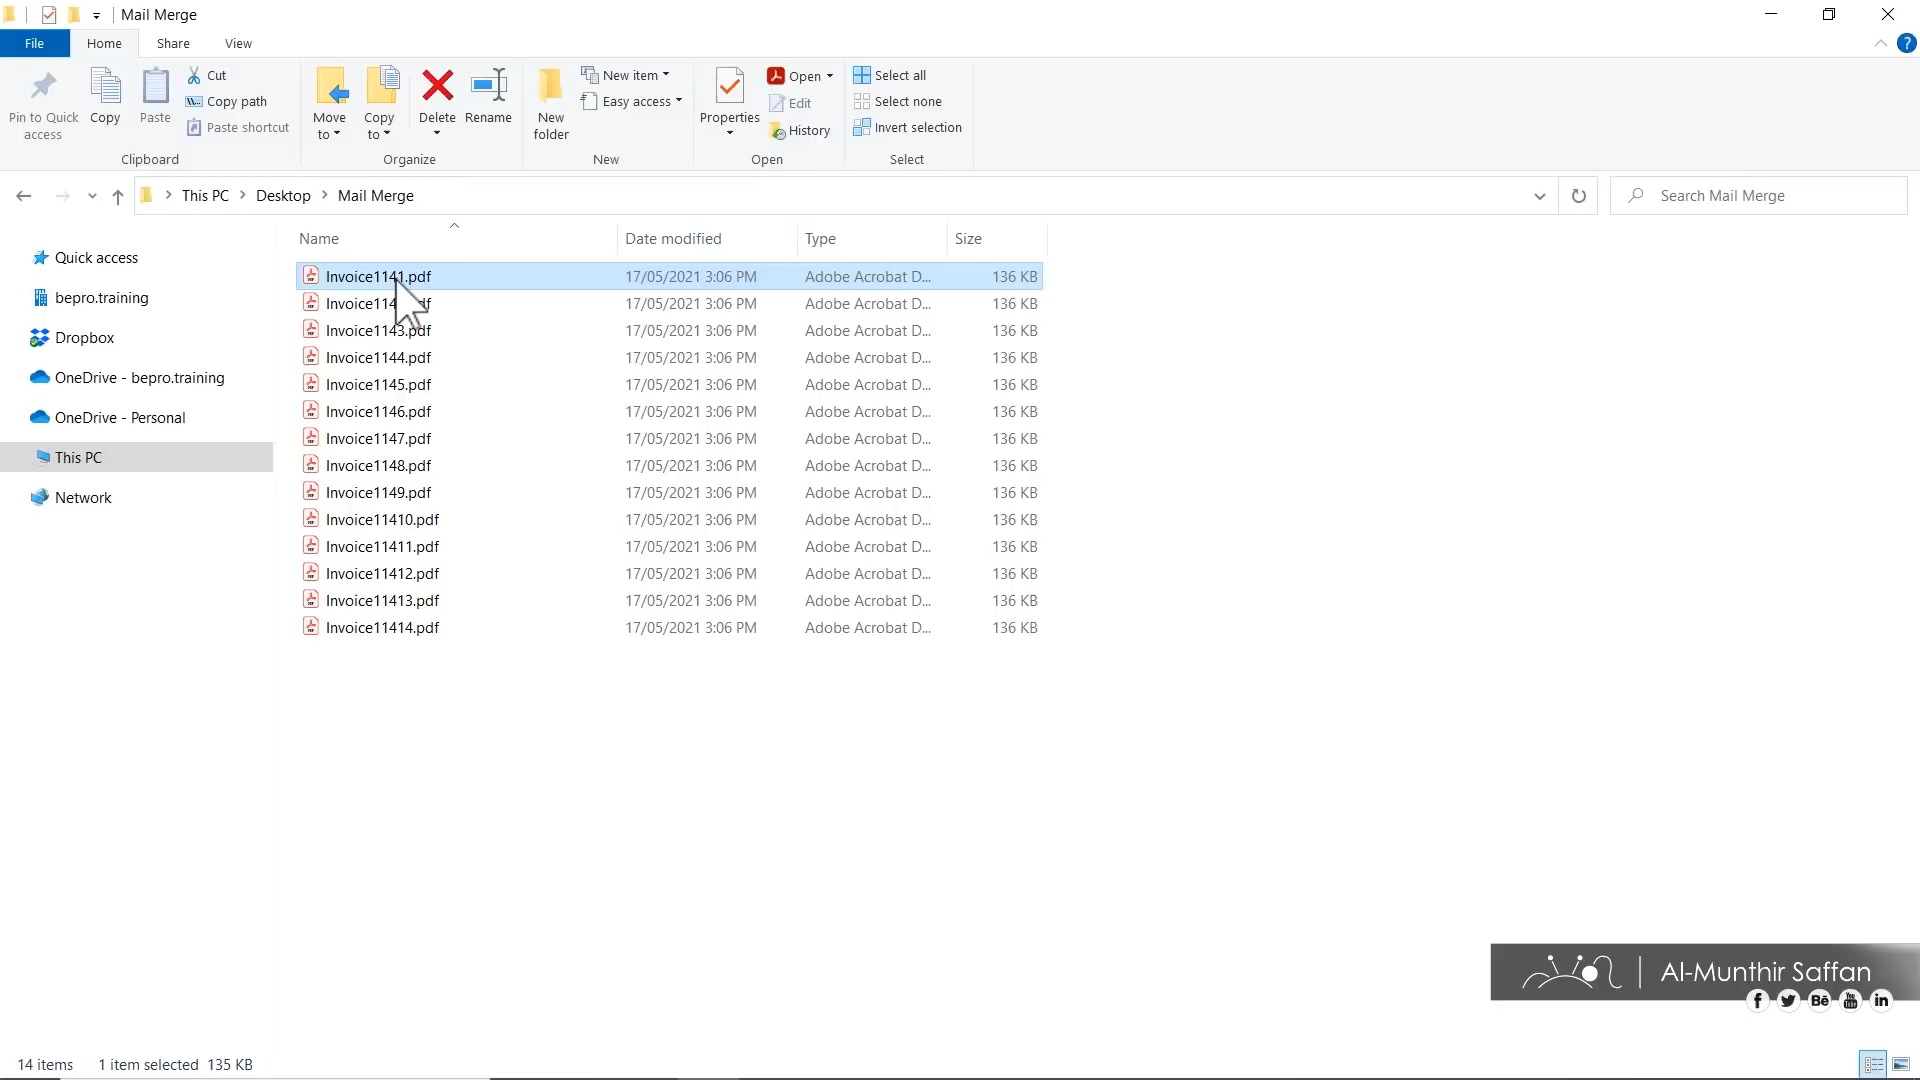 Mail Merge
File Home Share View
Pin to Quick access
Copy
Paste
Cut
Copy path
Paste shortcut
Clipboard
Move to
Copy to
Delete
Rename
Organize
New folder
New item
Easy access
New
Properties
Open
Edit
History
Open
Select all
Select none
Invert selection
Select
This PC Desktop Mail Merge
Search Mail Merge
Quick access
bepro.training
Dropbox
OneDrive - bepro.training
OneDrive - Personal
This PC
Network
Name Date modified Type Size
Invoice1141.pdf 17/05/2021 3:06 PM Adobe Acrobat D... 136 KB
Invoice114 17/05/2021 3:06 PM Adobe Acrobat D... 136 KB
Invoice1143.pdf 17/05/2021 3:06 PM Adobe Acrobat D... 136 KB
Invoice1144.pdf 17/05/2021 3:06 PM Adobe Acrobat D... 136 KB
Invoice1145.pdf 17/05/2021 3:06 PM Adobe Acrobat D... 136 KB
Invoice1146.pdf 17/05/2021 3:06 PM Adobe Acrobat D... 136 KB
Invoice1147.pdf 17/05/2021 3:06 PM Adobe Acrobat D... 136 KB
Invoice1148.pdf 17/05/2021 3:06 PM Adobe Acrobat D... 136 KB
Invoice1149.pdf 17/05/2021 3:06 PM Adobe Acrobat D... 136 KB
Invoice11410.pdf 17/05/2021 3:06 PM Adobe Acrobat D... 136 KB
Invoice11411.pdf 17/05/2021 3:06 PM Adobe Acrobat D... 136 KB
Invoice11412.pdf 17/05/2021 3:06 PM Adobe Acrobat D... 136 KB
Invoice11413.pdf 17/05/2021 3:06 PM Adobe Acrobat D... 136 KB
Invoice11414.pdf 17/05/2021 3:06 PM Adobe Acrobat D... 136 KB
Al-Munthir Saffan
14 items 1 item selected 135 KB